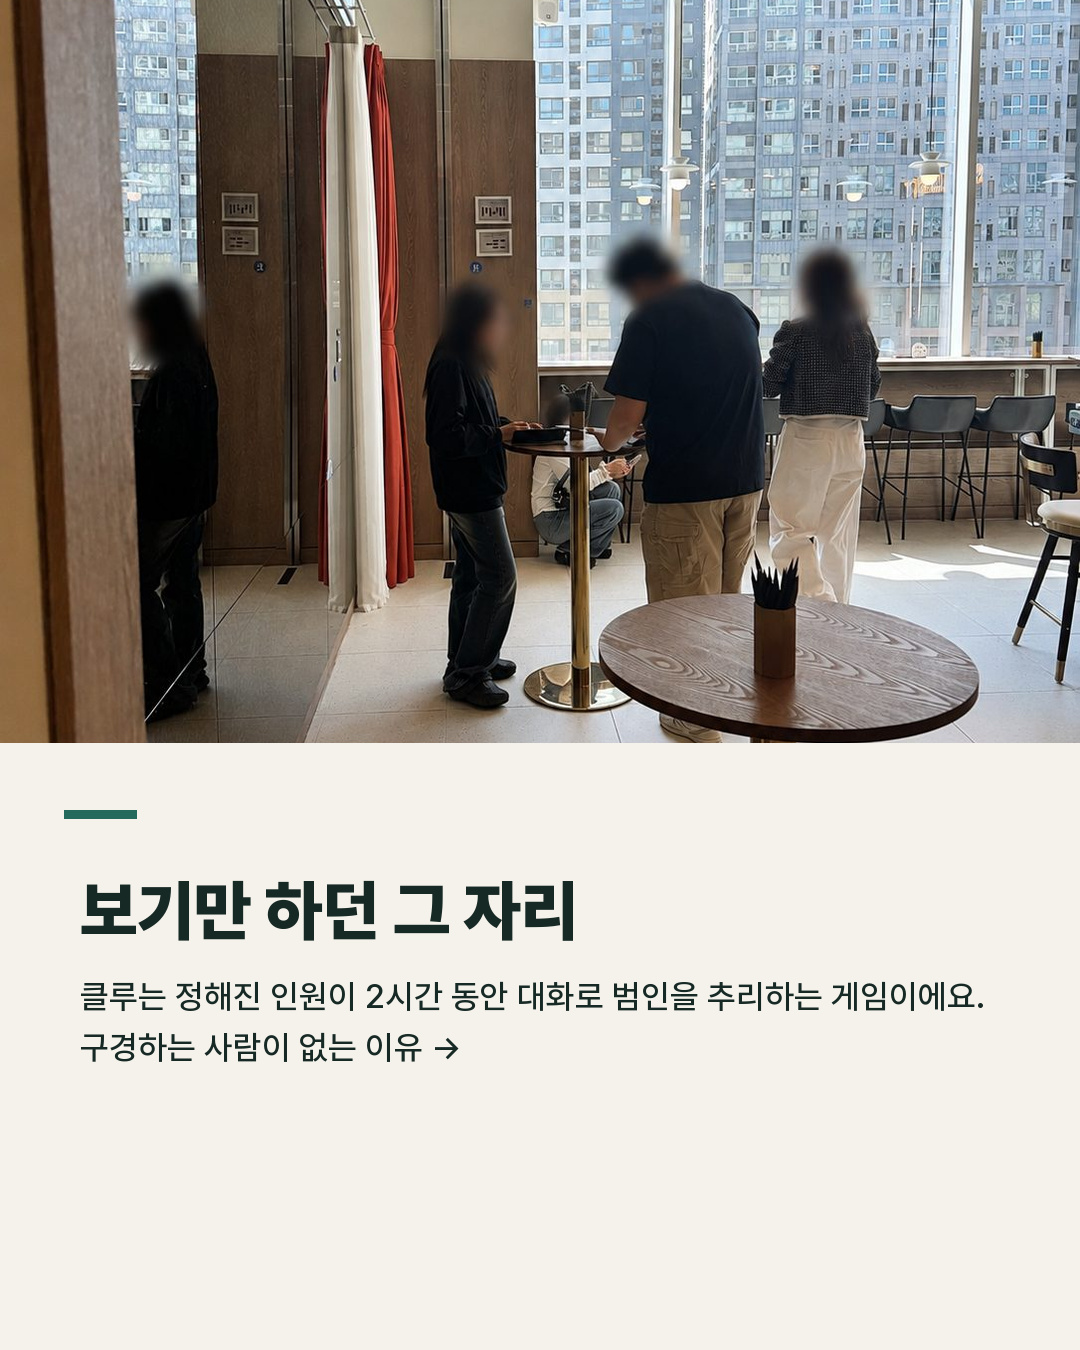 보기만 하던 그 자리
클루는 정해진 인원이 2시간 동안 대화로 범인을 추리하는 게임이에요.
구경하는 사람이 없는 이유 →